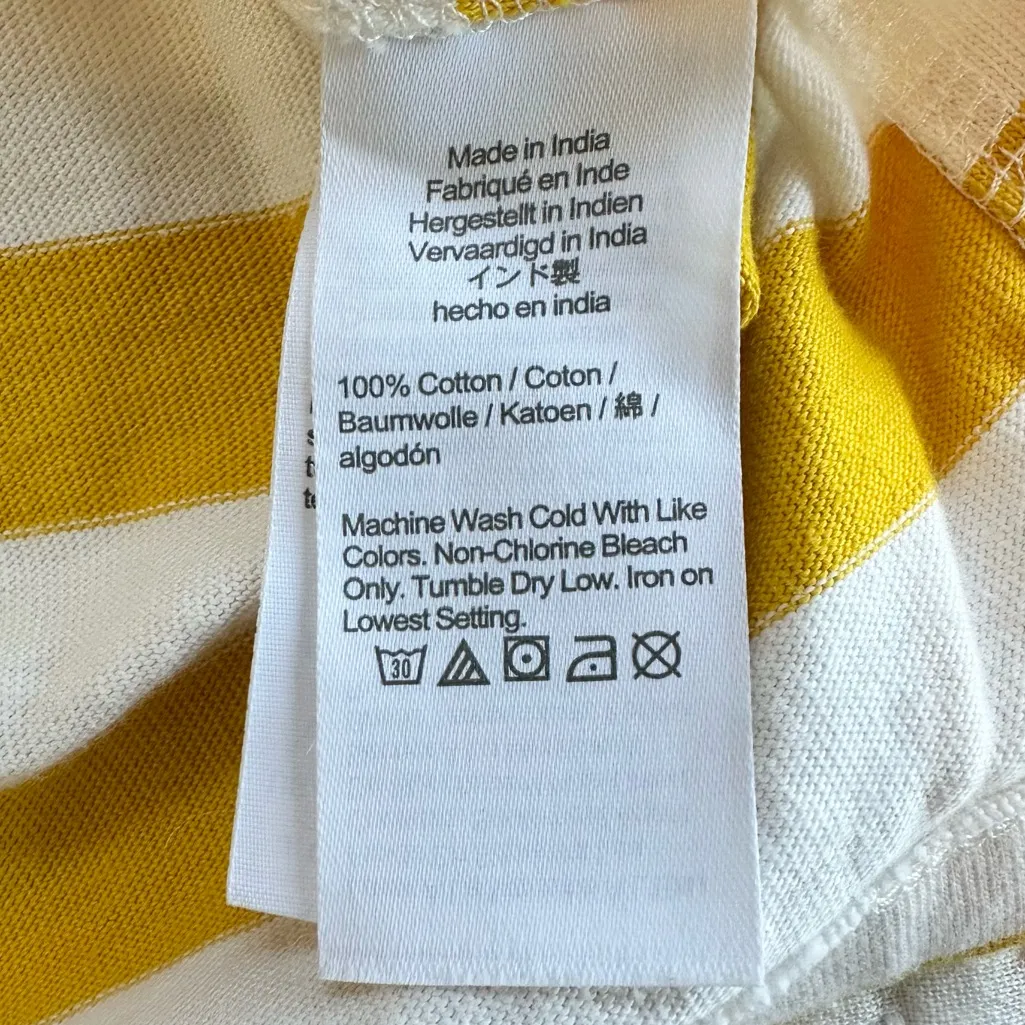 Made in India
Fabriqué en Inde
Hergestellt in Indien
Vervaardigd in India
インド製
hecho en india
100% Cotton / Coton /
Baumwolle / Katoen / 綿 /
algodón
Machine Wash Cold With Like
Colors. Non-Chlorine Bleach
Only. Tumble Dry Low. Iron on
Lowest Setting.
30